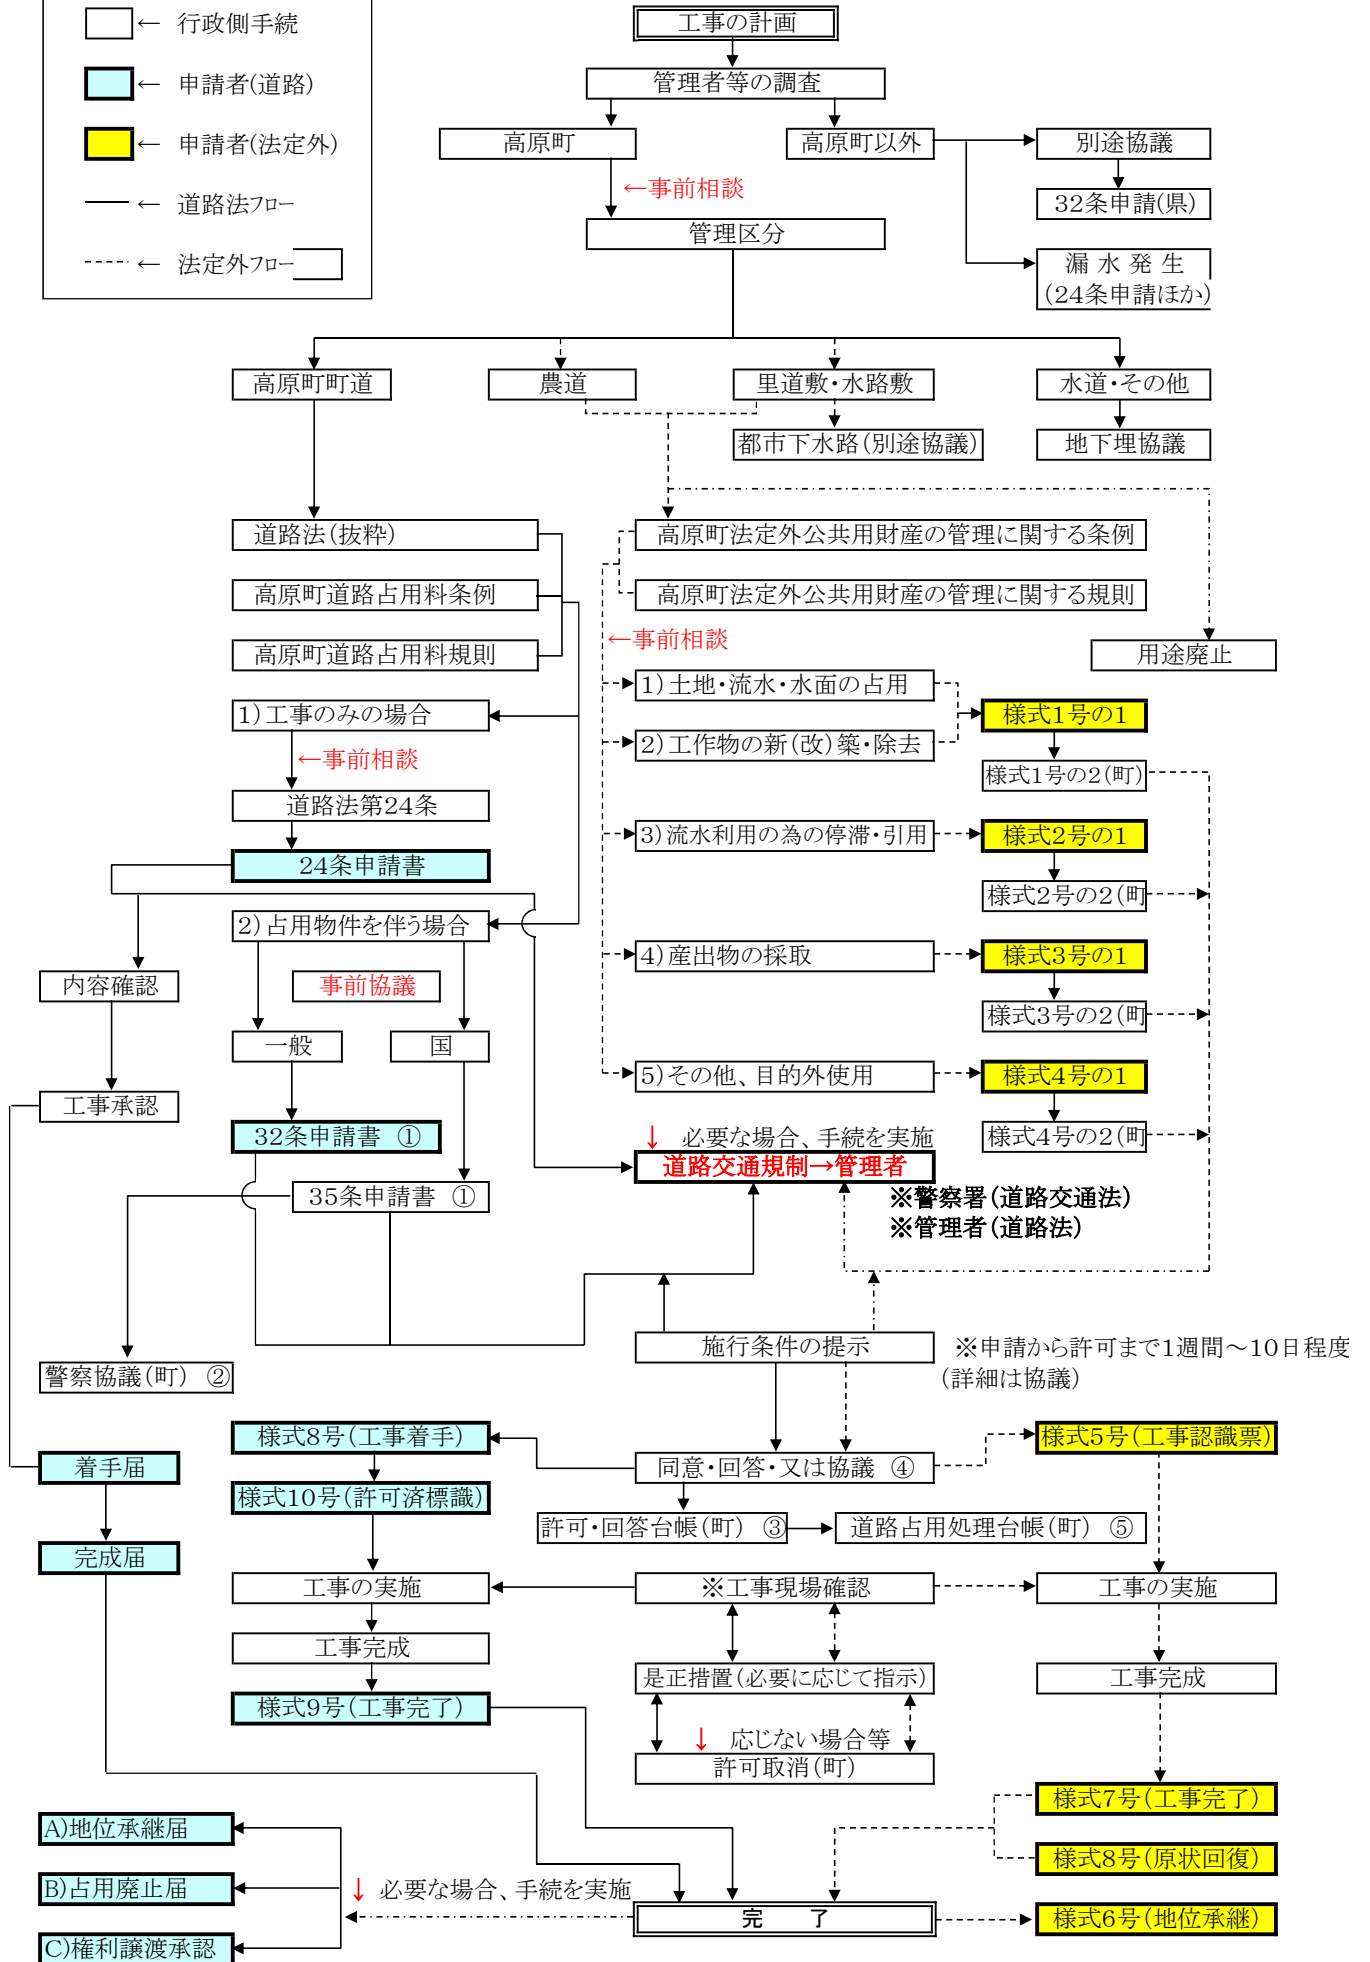 ← 行政側手続
← 申請者(道路)
← 申請者(法定外)
← 道路法フロー
← 法定外フロー
工事の計画
管理者等の調査
高原町
高原町以外
別途協議
←事前相談
32条申請(県)
管理区分
漏 水 発 生
(24条申請ほか)
高原町町道
農道
里道敷・水路敷
水道・その他
都市下水路(別途協議)
地下埋協議
道路法(抜粋)
高原町法定外公共用財産の管理に関する条例
高原町道路占用料条例
高原町法定外公共用財産の管理に関する規則
←事前相談
高原町道路占用料規則
用途廃止
1)土地・流水・水面の占用
1)工事のみの場合
様式1号の1
←事前相談
2)工作物の新(改)築・除去
様式1号の2(町)
道路法第24条
3)流水利用の為の停滞・引用
様式2号の1
24条申請書
様式2号の2(町
2)占用物件を伴う場合
4)産出物の採取
様式3号の1
内容確認
事前協議
様式3号の2(町
一般
国
5)その他、目的外使用
様式4号の1
工事承認
32条申請書 ①
↓ 必要な場合、手続を実施
様式4号の2(町
道路交通規制→管理者
35条申請書 ①
※警察署(道路交通法)
※管理者(道路法)
施行条件の提示
※申請から許可まで1週間～10日程度
(詳細は協議)
警察協議(町) ②
様式8号(工事着手)
様式5号(工事認識票)
着手届
同意・回答・又は協議 ④
様式10号(許可済標識)
許可・回答台帳(町) ③
道路占用処理台帳(町) ⑤
完成届
工事の実施
※工事現場確認
工事の実施
工事完成
是正措置(必要に応じて指示)
工事完成
様式9号(工事完了)
↓ 応じない場合等
許可取消(町)
様式7号(工事完了)
A)地位承継届
様式8号(原状回復)
B)占用廃止届
↓ 必要な場合、手続を実施
完 了
様式6号(地位承継)
C)権利譲渡承認